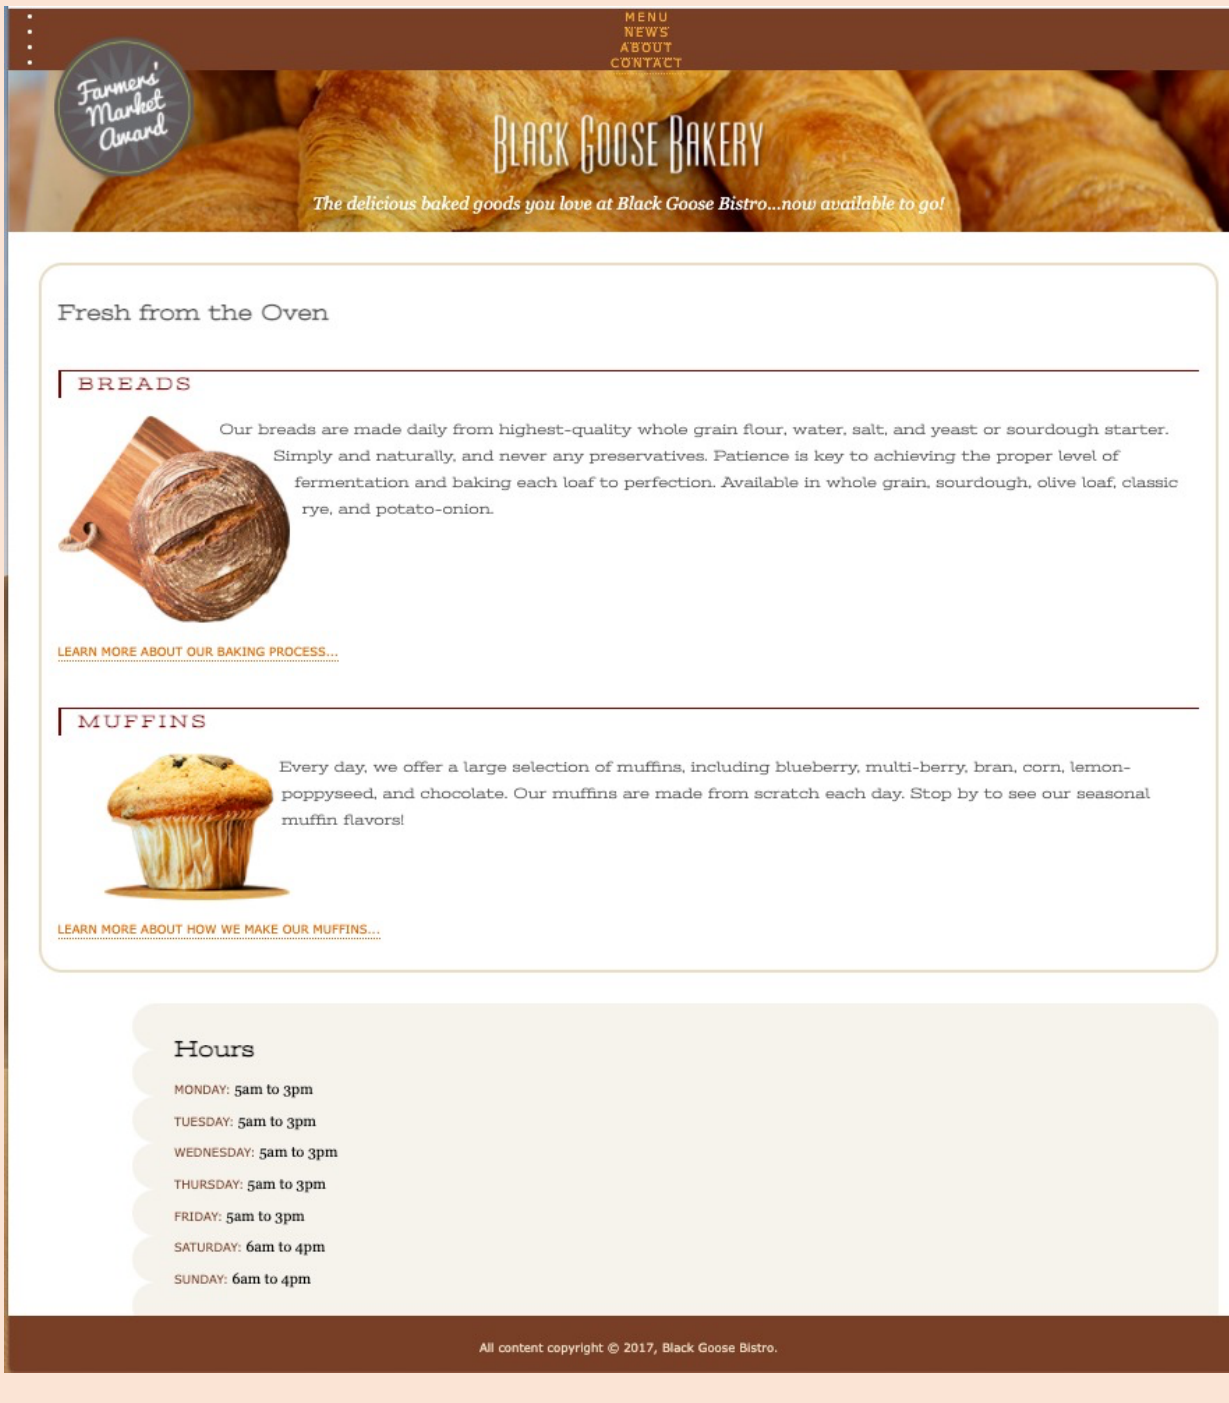 MENU
NEWS
ABOUT
CONTACT
Farmers'
Market
Award
BLACK GOOSE BAKERY
The delicious baked goods you love at Black Goose Bistro...now available to go!
Fresh from the Oven
BREADS
Our breads are made daily from highest-quality whole grain flour, water, salt, and yeast or sourdough starter.
Simply and naturally, and never any preservatives. Patience is key to achieving the proper level of
fermentation and baking each loaf to perfection. Available in whole grain, sourdough, olive loaf, classic
rye, and potato-onion.
LEARN MORE ABOUT OUR BAKING PROCESS...
MUFFINS
Every day, we offer a large selection of muffins, including blueberry, multi-berry, bran, corn, lemon-
poppyseed, and chocolate. Our muffins are made from scratch each day. Stop by to see our seasonal
muffin flavors!
LEARN MORE ABOUT HOW WE MAKE OUR MUFFINS...
Hours
MONDAY: 5am to 3pm
TUESDAY: 5am to 3pm
WEDNESDAY: 5am to 3pm
THURSDAY: 5am to 3pm
FRIDAY: 5am to 3pm
SATURDAY: 6am to 4pm
SUNDAY: 6am to 4pm
All content copyright © 2017, Black Goose Bistro.